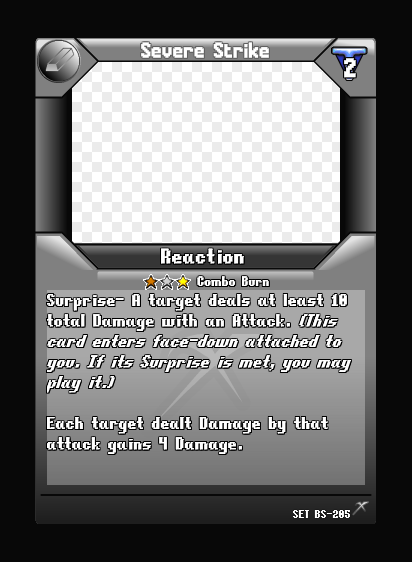 Severe Strike
2
Reaction
Combo Burn
Surprise- A target deals at least 10
total Damage with an Attack. (This
card enters face-down attached to
you. If its Surprise is met, you may
play it.)
Each target dealt Damage by that
attack gains 4 Damage.
SET BS-205